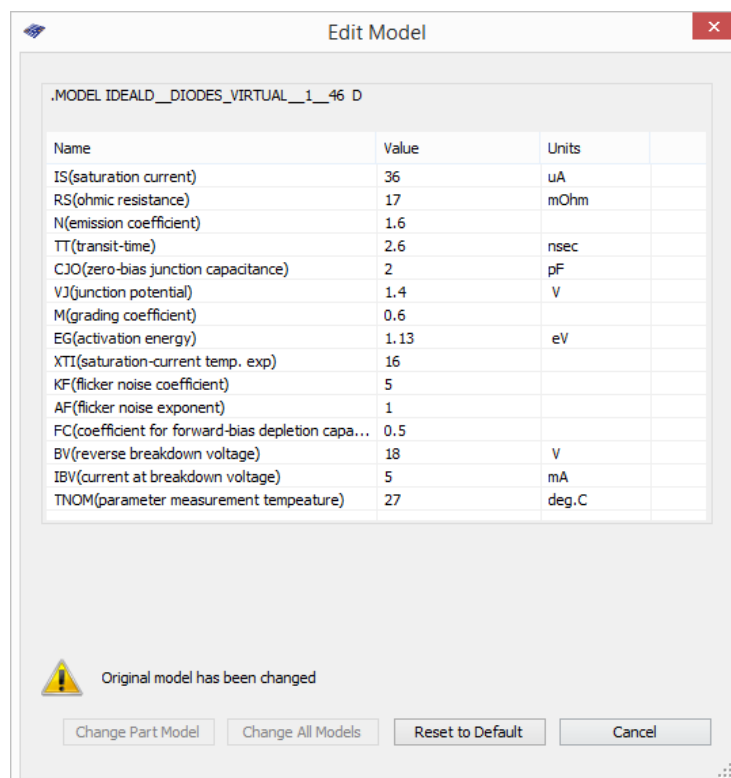 Edit Model
.MODEL IDEALD__DIODES_VIRTUAL__1__46 D
Name Value Units
IS(saturation current) 36 uA
RS(ohmic resistance) 17 mOhm
N(emission coefficient) 1.6
TT(transit-time) 2.6 nsec
CJO(zero-bias junction capacitance) 2 pF
VJ(junction potential) 1.4 V
M(grading coefficient) 0.6
EG(activation energy) 1.13 eV
XTI(saturation-current temp. exp) 16
KF(flicker noise coefficient) 5
AF(flicker noise exponent) 1
FC(coefficient for forward-bias depletion capa... 0.5
BV(reverse breakdown voltage) 18 V
IBV(current at breakdown voltage) 5 mA
TNOM(parameter measurement tempeature) 27 deg.C
Original model has been changed
Change Part Model Change All Models Reset to Default Cancel